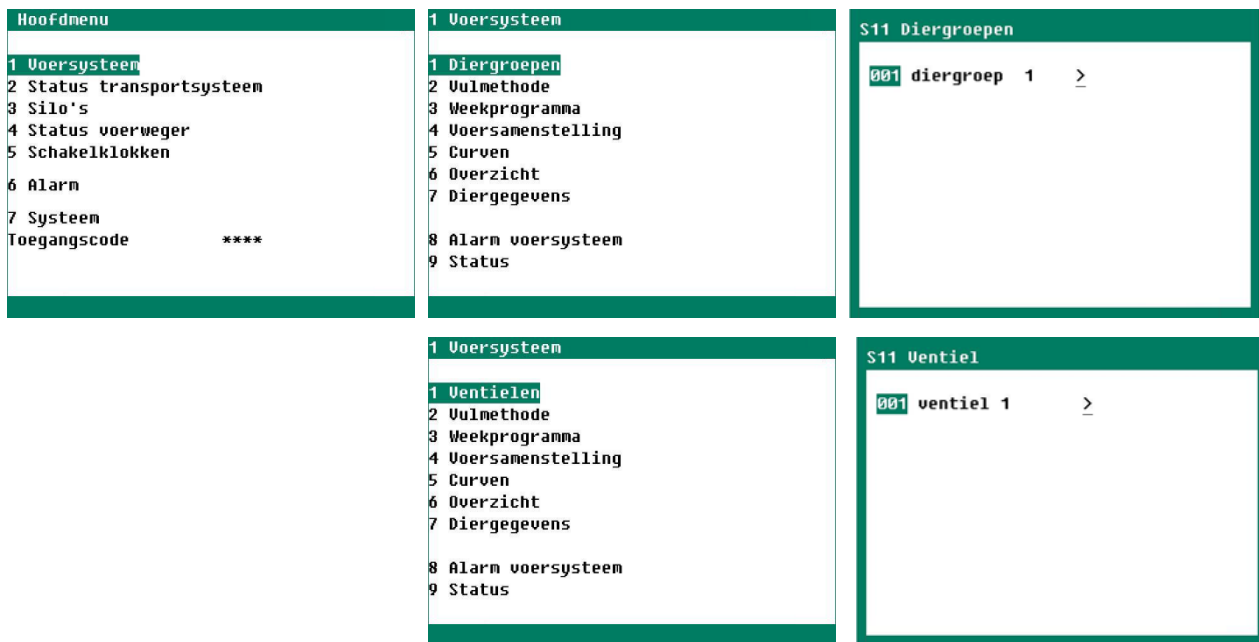 Hoofdmenu
1 Voersysteem
2 Status transportsysteem
3 Silo's
4 Status voerweger
5 Schakelklokken
6 Alarm
7 Systeem
Toegangscode ****
1 Voersysteem
1 Diergroepen
2 Vulmethode
3 Weekprogramma
4 Voersamenstelling
5 Curven
6 Overzicht
7 Diergegevens
8 Alarm voersysteem
9 Status
S11 Diergroepen
001 diergroep 1 >
1 Voersysteem
1 Ventielen
2 Vulmethode
3 Weekprogramma
4 Voersamenstelling
5 Curven
6 Overzicht
7 Diergegevens
8 Alarm voersysteem
9 Status
S11 Ventiel
001 ventiel 1 >